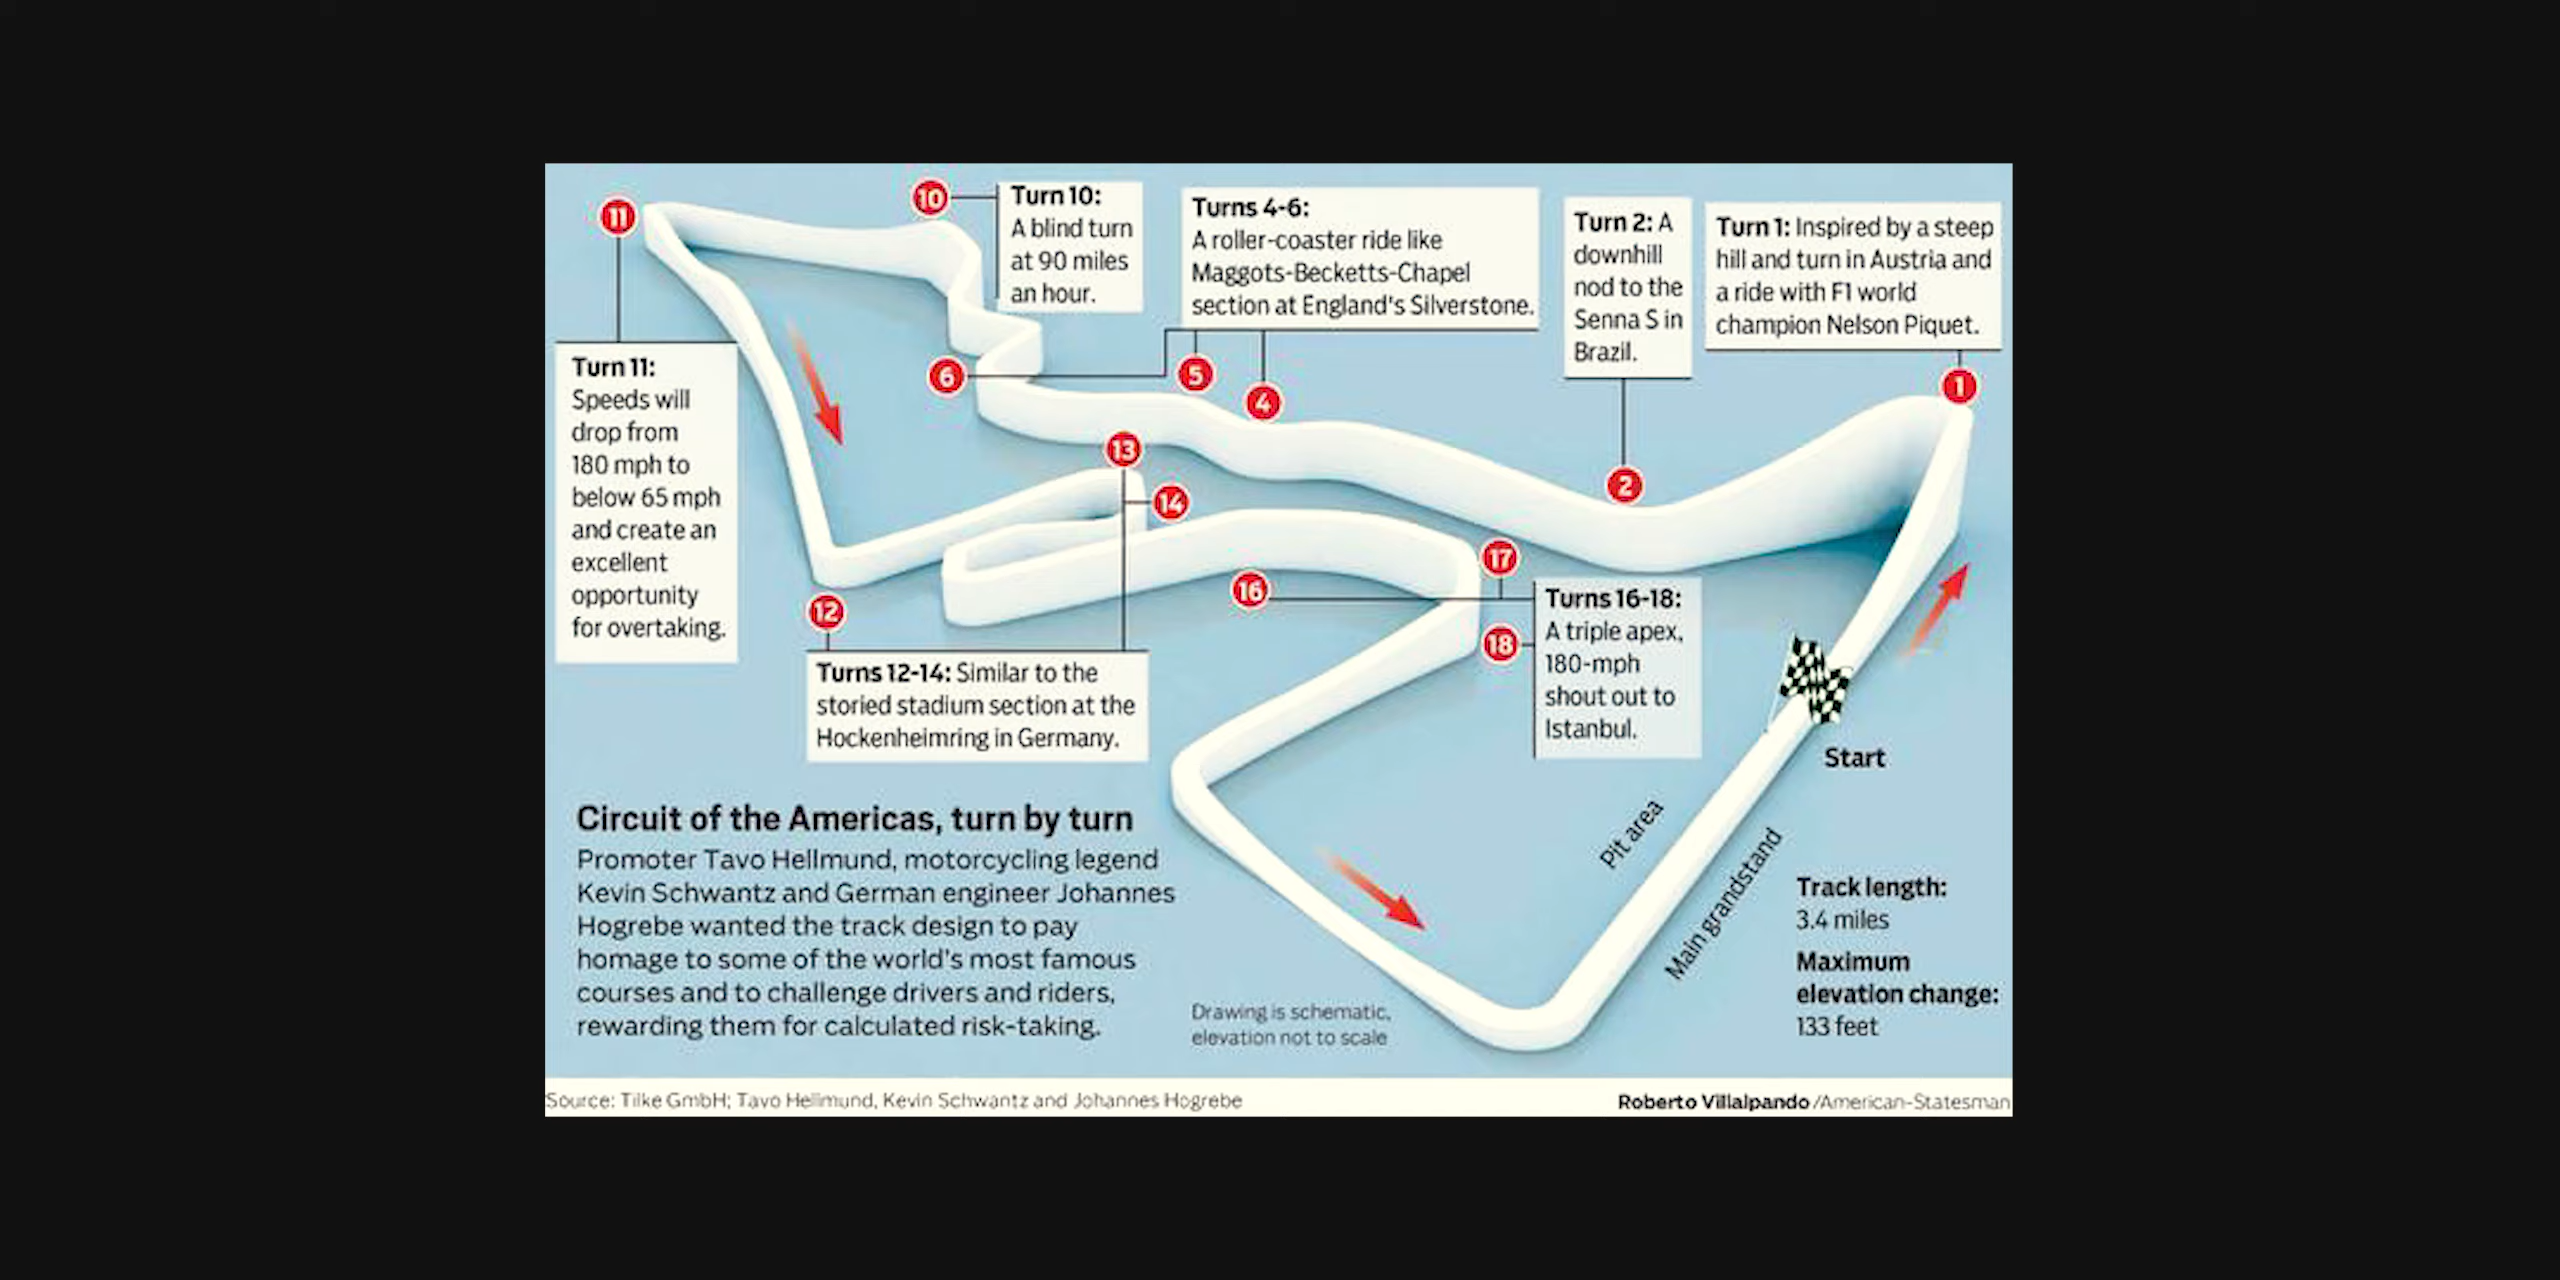 11
10
Turn 10:
A blind turn
at 90 miles
an hour.
Turns 4-6:
A roller-coaster ride like
Maggots-Becketts-Chapel
section at England's Silverstone.
Turn 2: A
downhill
nod to the
Senna S in
Brazil.
Turn 1: Inspired by a steep
hill and turn in Austria and
a ride with F1 world
champion Nelson Piquet.
6
5
4
1
2
Turn 11:
Speeds will
drop from
180 mph to
below 65 mph
and create an
excellent
opportunity
for overtaking.
13
14
12
16
17
18
Turns 12-14: Similar to the
storied stadium section at the
Hockenheimring in Germany.
Turns 16-18:
A triple apex,
180-mph
shout out to
Istanbul.
Start
Pit area
Main grandstand
Circuit of the Americas, turn by turn
Promoter Tavo Hellmund, motorcycling legend
Kevin Schwantz and German engineer Johannes
Hogrebe wanted the track design to pay
homage to some of the world's most famous
courses and to challenge drivers and riders,
rewarding them for calculated risk-taking.
Drawing is schematic,
elevation not to scale
Track length:
3.4 miles
Maximum
elevation change:
133 feet
Source: Tilke GmbH; Tavo Hellmund, Kevin Schwantz and Johannes Hogrebe
Roberto Villalpando/American-Statesman